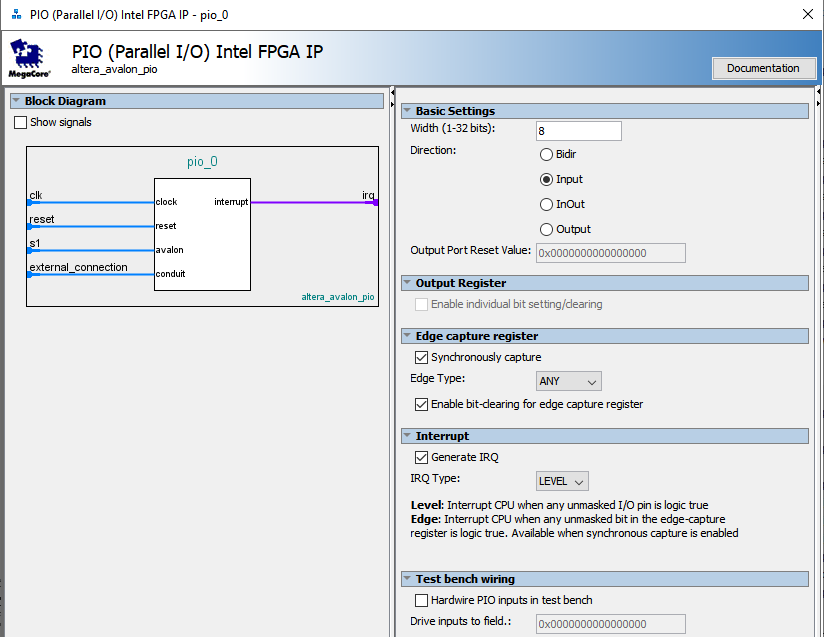 PIO (Parallel I/O) Intel FPGA IP - pio_0
PIO (Parallel I/O) Intel FPGA IP
altera_avalon_pio
MegaCore®
Documentation
Block Diagram
Show signals
pio_0
clk
clock
interrupt
irq
reset
reset
s1
avalon
external_connection
conduit
altera_avalon_pio
Basic Settings
Width (1-32 bits):
8
Direction:
Bidir
Input
InOut
Output
Output Port Reset Value:
0x0000000000000000
Output Register
Enable individual bit setting/clearing
Edge capture register
Synchronously capture
Edge Type:
ANY
Enable bit-clearing for edge capture register
Interrupt
Generate IRQ
IRQ Type:
LEVEL
Level: Interrupt CPU when any unmasked I/O pin is logic true
Edge: Interrupt CPU when any unmasked bit in the edge-capture
register is logic true. Available when synchronous capture is enabled
Test bench wiring
Hardwire PIO inputs in test bench
Drive inputs to field.:
0x0000000000000000